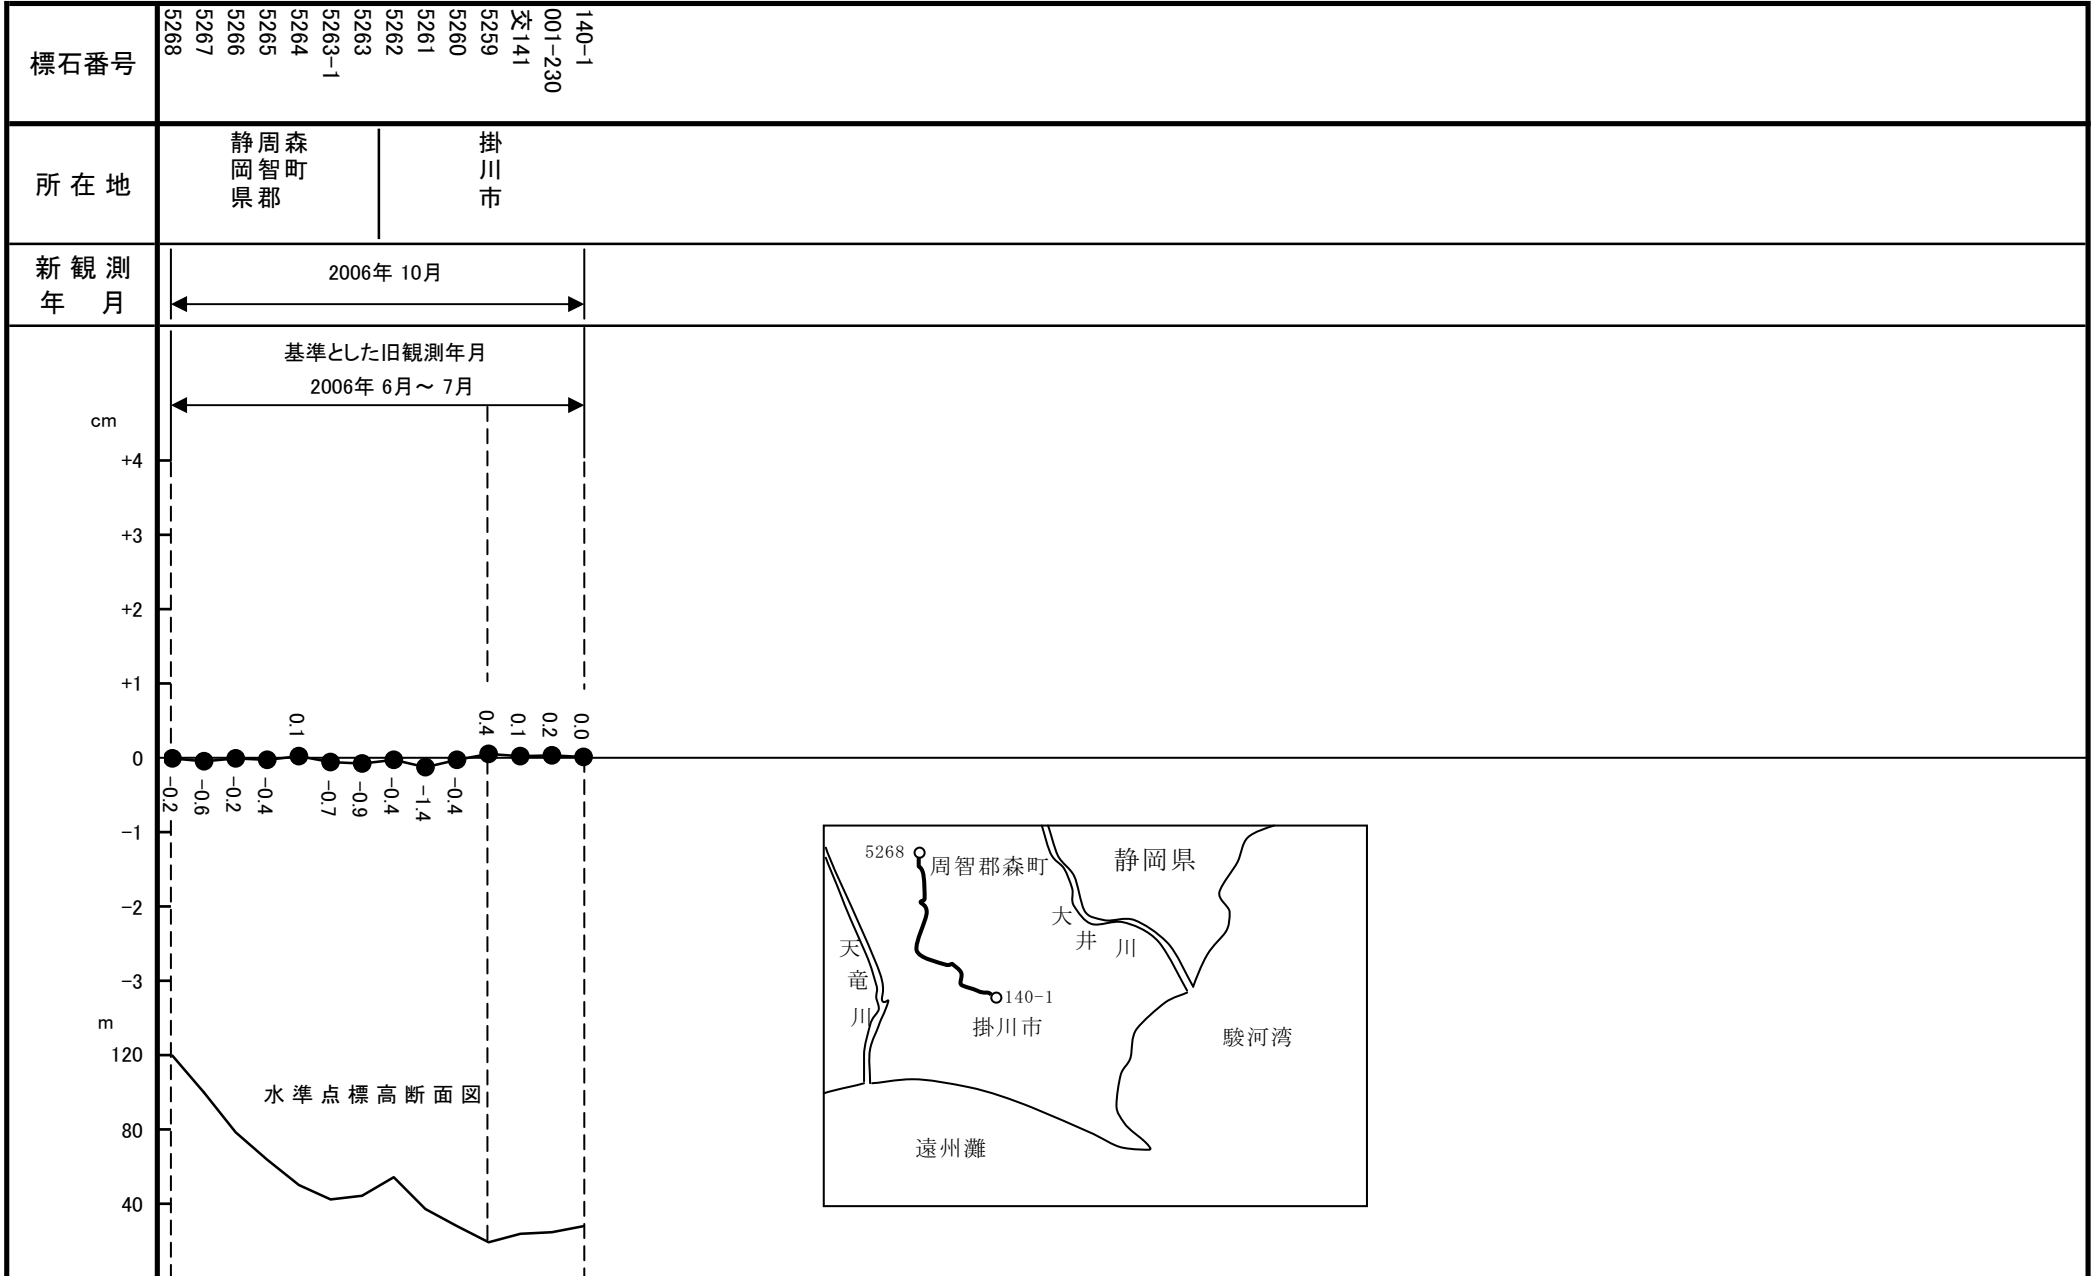 標石番号
5268
5267
5266
5265
5264
5263-1
5263
5262
5261
5260
5259
交141
001-230
140-1
所在地
静岡県
周智郡
森町
掛川市
新観測
年 月
2006年 10月
基準とした旧観測年月
2006年 6月～ 7月
cm
+4
+3
+2
+1
0
-1
-2
-3
-0.2
-0.6
-0.2
-0.4
0.1
-0.7
-0.9
-0.4
-1.4
-0.4
0.4
0.1
0.2
0.0
m
120
80
40
水準点標高断面図
5268
周智郡森町
静岡県
大井川
天竜川
140-1
掛川市
駿河湾
遠州灘